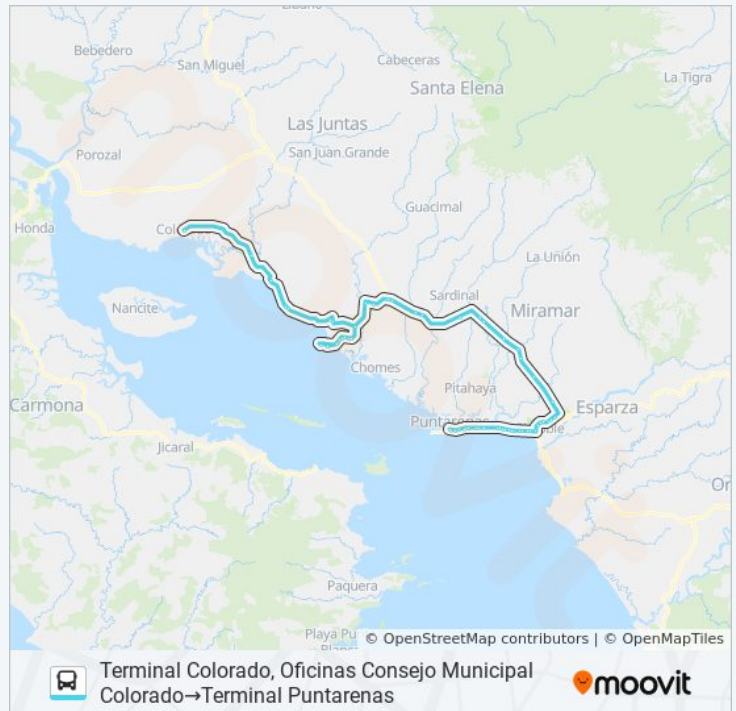 Bebedero
San Miguel
Cabeceras
Santa Elena
La Tigra
Las Juntas
San Juan Grande
Porozal
Guacimal
Honda
La Unión
Nancite
Sardinal
Miramar
Chomes
Pitahaya
Carmona
Esparza
Puntarenas
Jicaral
Paquera
© OpenStreetMap contributors | © OpenMapTiles
Terminal Colorado, Oficinas Consejo Municipal
Colorado→Terminal Puntarenas
moovit